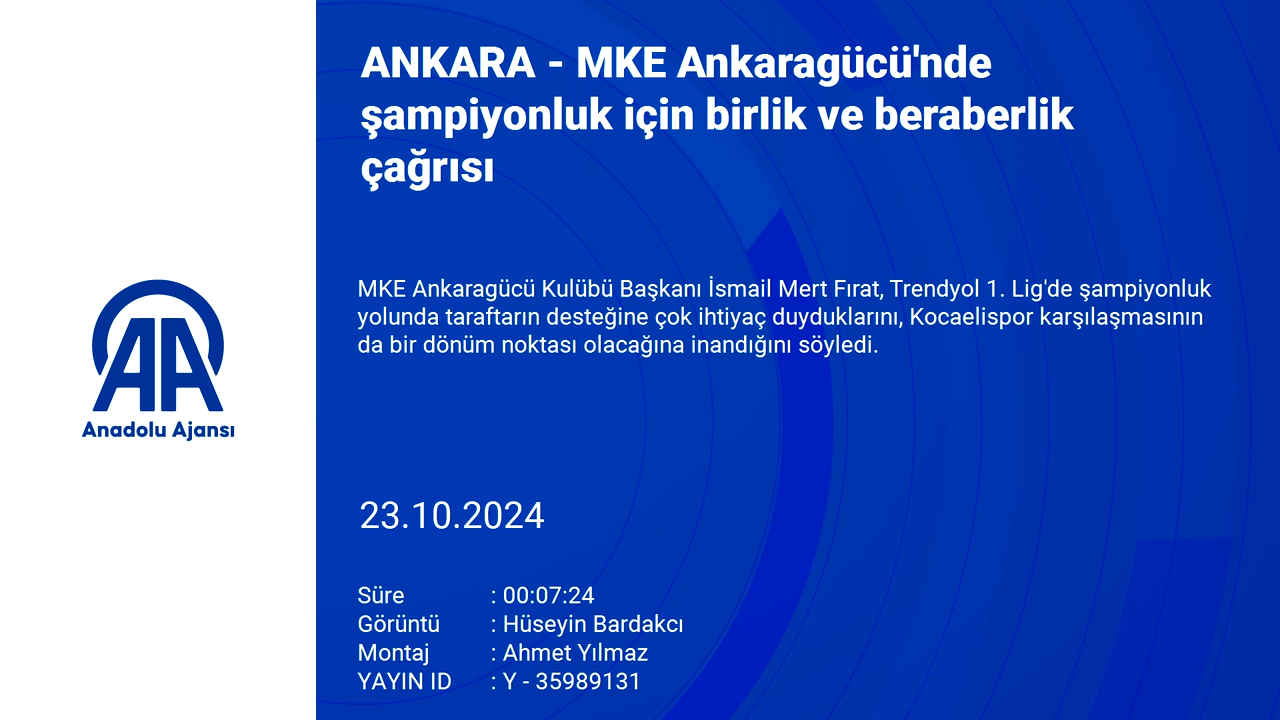 ANKARA - MKE Ankaragücü'nde
şampiyonluk için birlik ve beraberlik
çağrısı
MKE Ankaragücü Kulübü Başkanı İsmail Mert Fırat, Trendyol 1. Lig'de şampiyonluk
yolunda taraftarın desteğine çok ihtiyaç duyduklarını, Kocaelispor karşılaşmasının
da bir dönüm noktası olacağına inandığını söyledi.
AA
Anadolu Ajansı
23.10.2024
Süre : 00:07:24
Görüntü : Hüseyin Bardakcı
Montaj : Ahmet Yılmaz
YAYIN ID : Y - 35989131